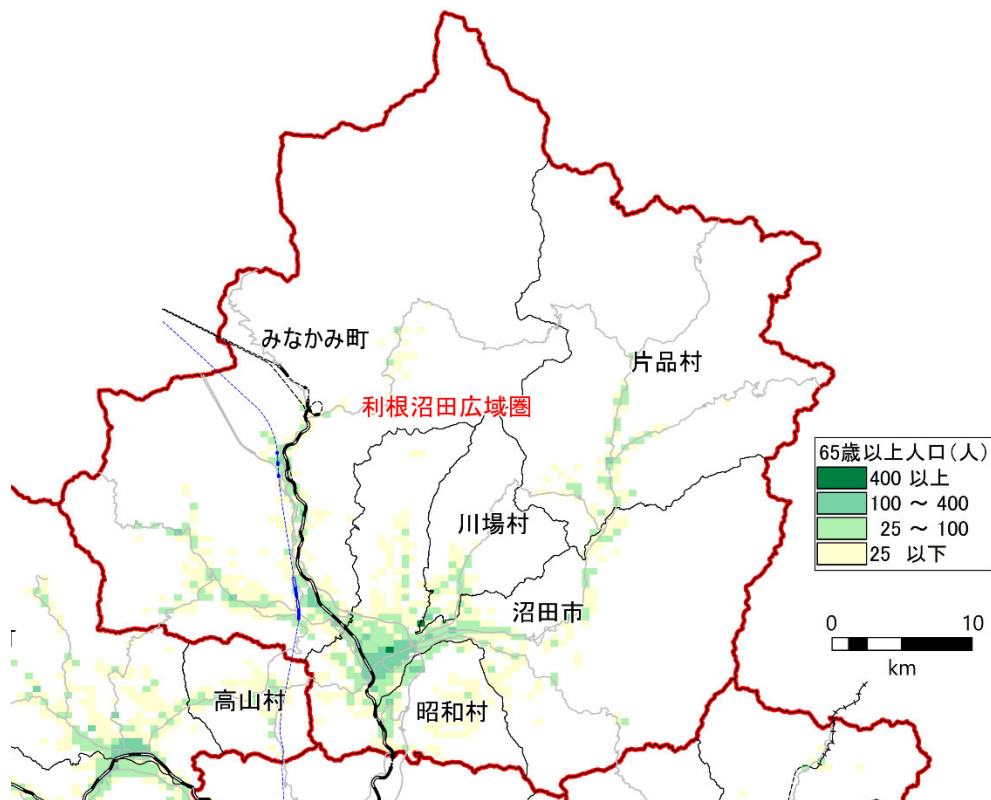 みなかみ町
片品村
利根沼田広域圏
65歳以上人口(人)
400 以上
100 ～ 400
25 ～ 100
25 以下
川場村
沼田市
0 10
km
高山村
昭和村